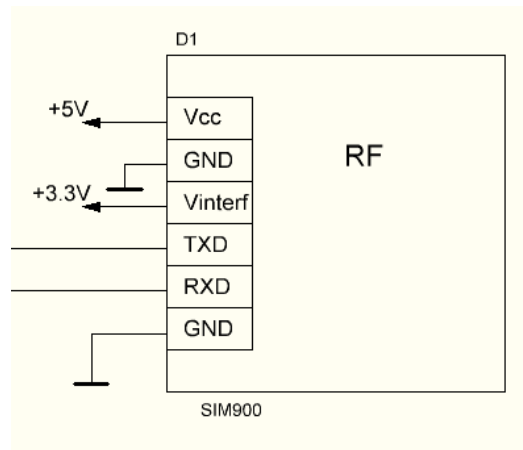 D1
+5V
Vcc
RF
GND
+3.3V
Vinterf
TXD
RXD
GND
SIM900